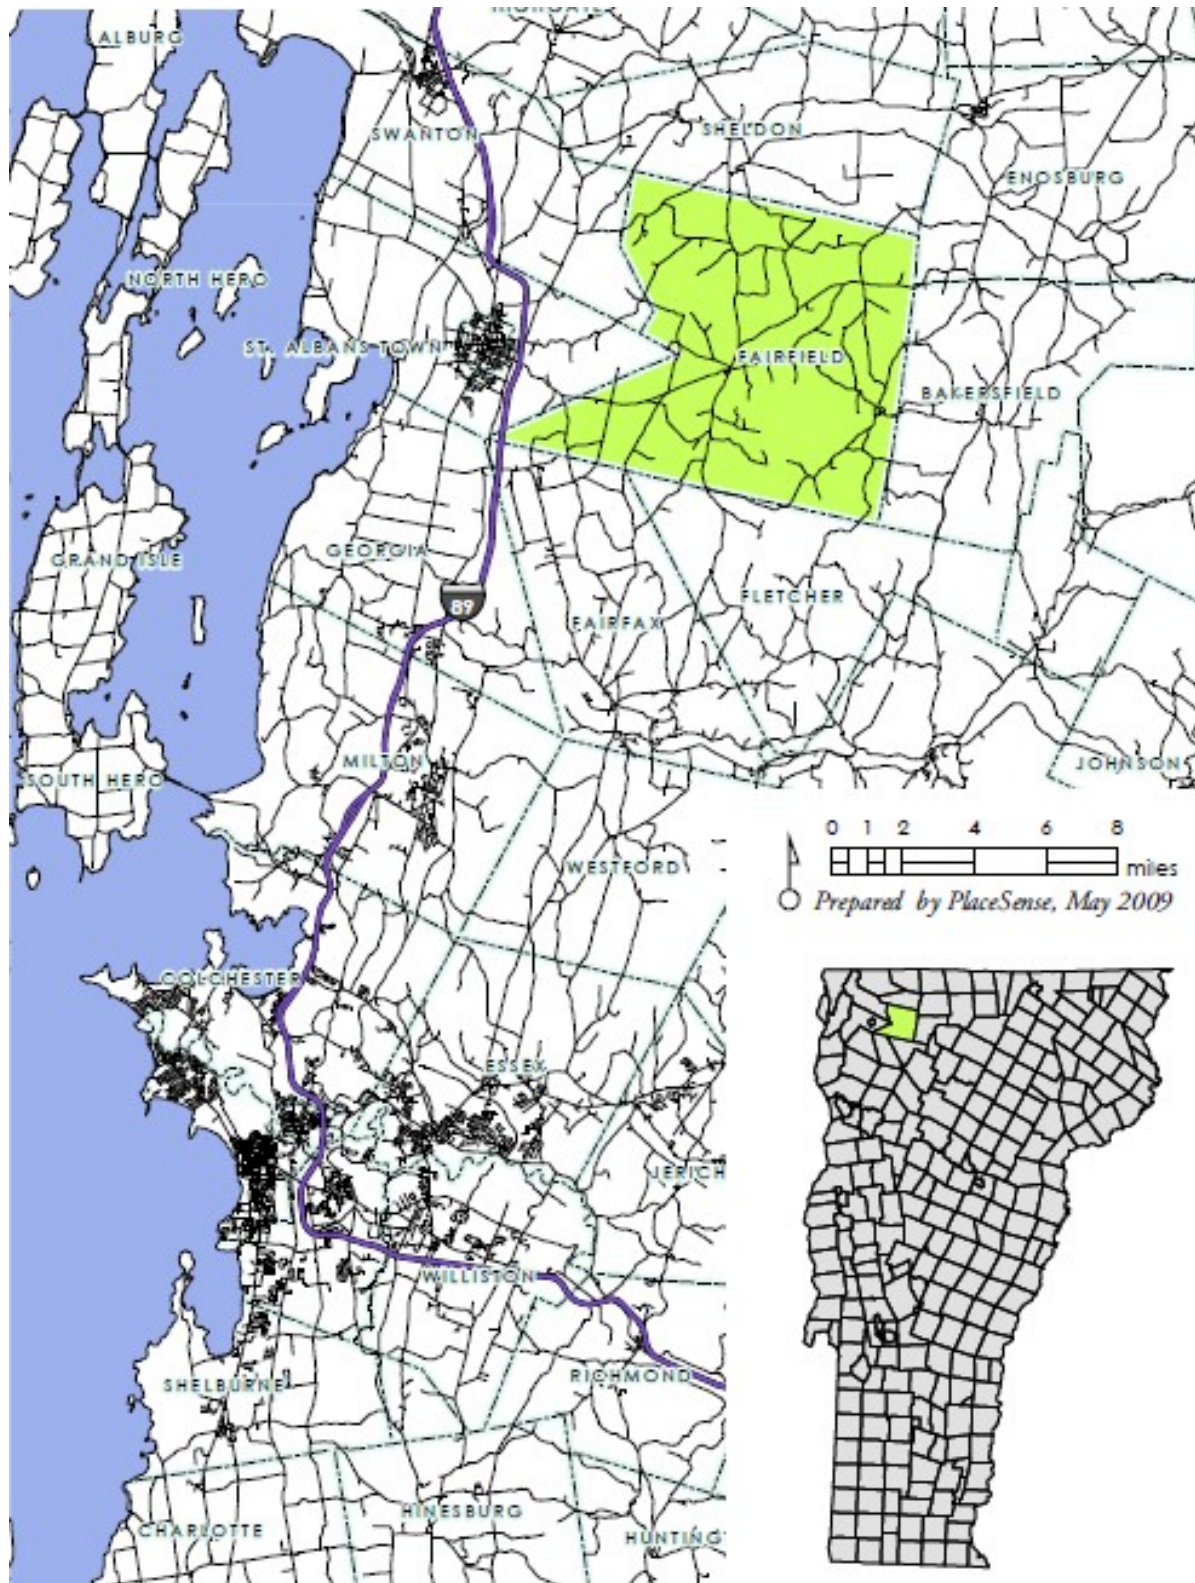 ALBURG
SWANTON
SHELDON
ENOSBURG
NORTH HERO
ST. ALBANS TOWN
FAIRFIELD
BAKERSFIELD
GRAND ISLE
GEORGIA
89
FAIRFAX
FLETCHER
SOUTH HERO
MILTON
JOHNSON
0 1 2 4 6 8
miles
WESTFORD
Prepared by PlaceSense, May 2009
COLCHESTER
ESSEX
JERICH
WILLISTON
SHELBURNE
RICHMOND
HINESBURG
CHARLOTTE
HUNTING